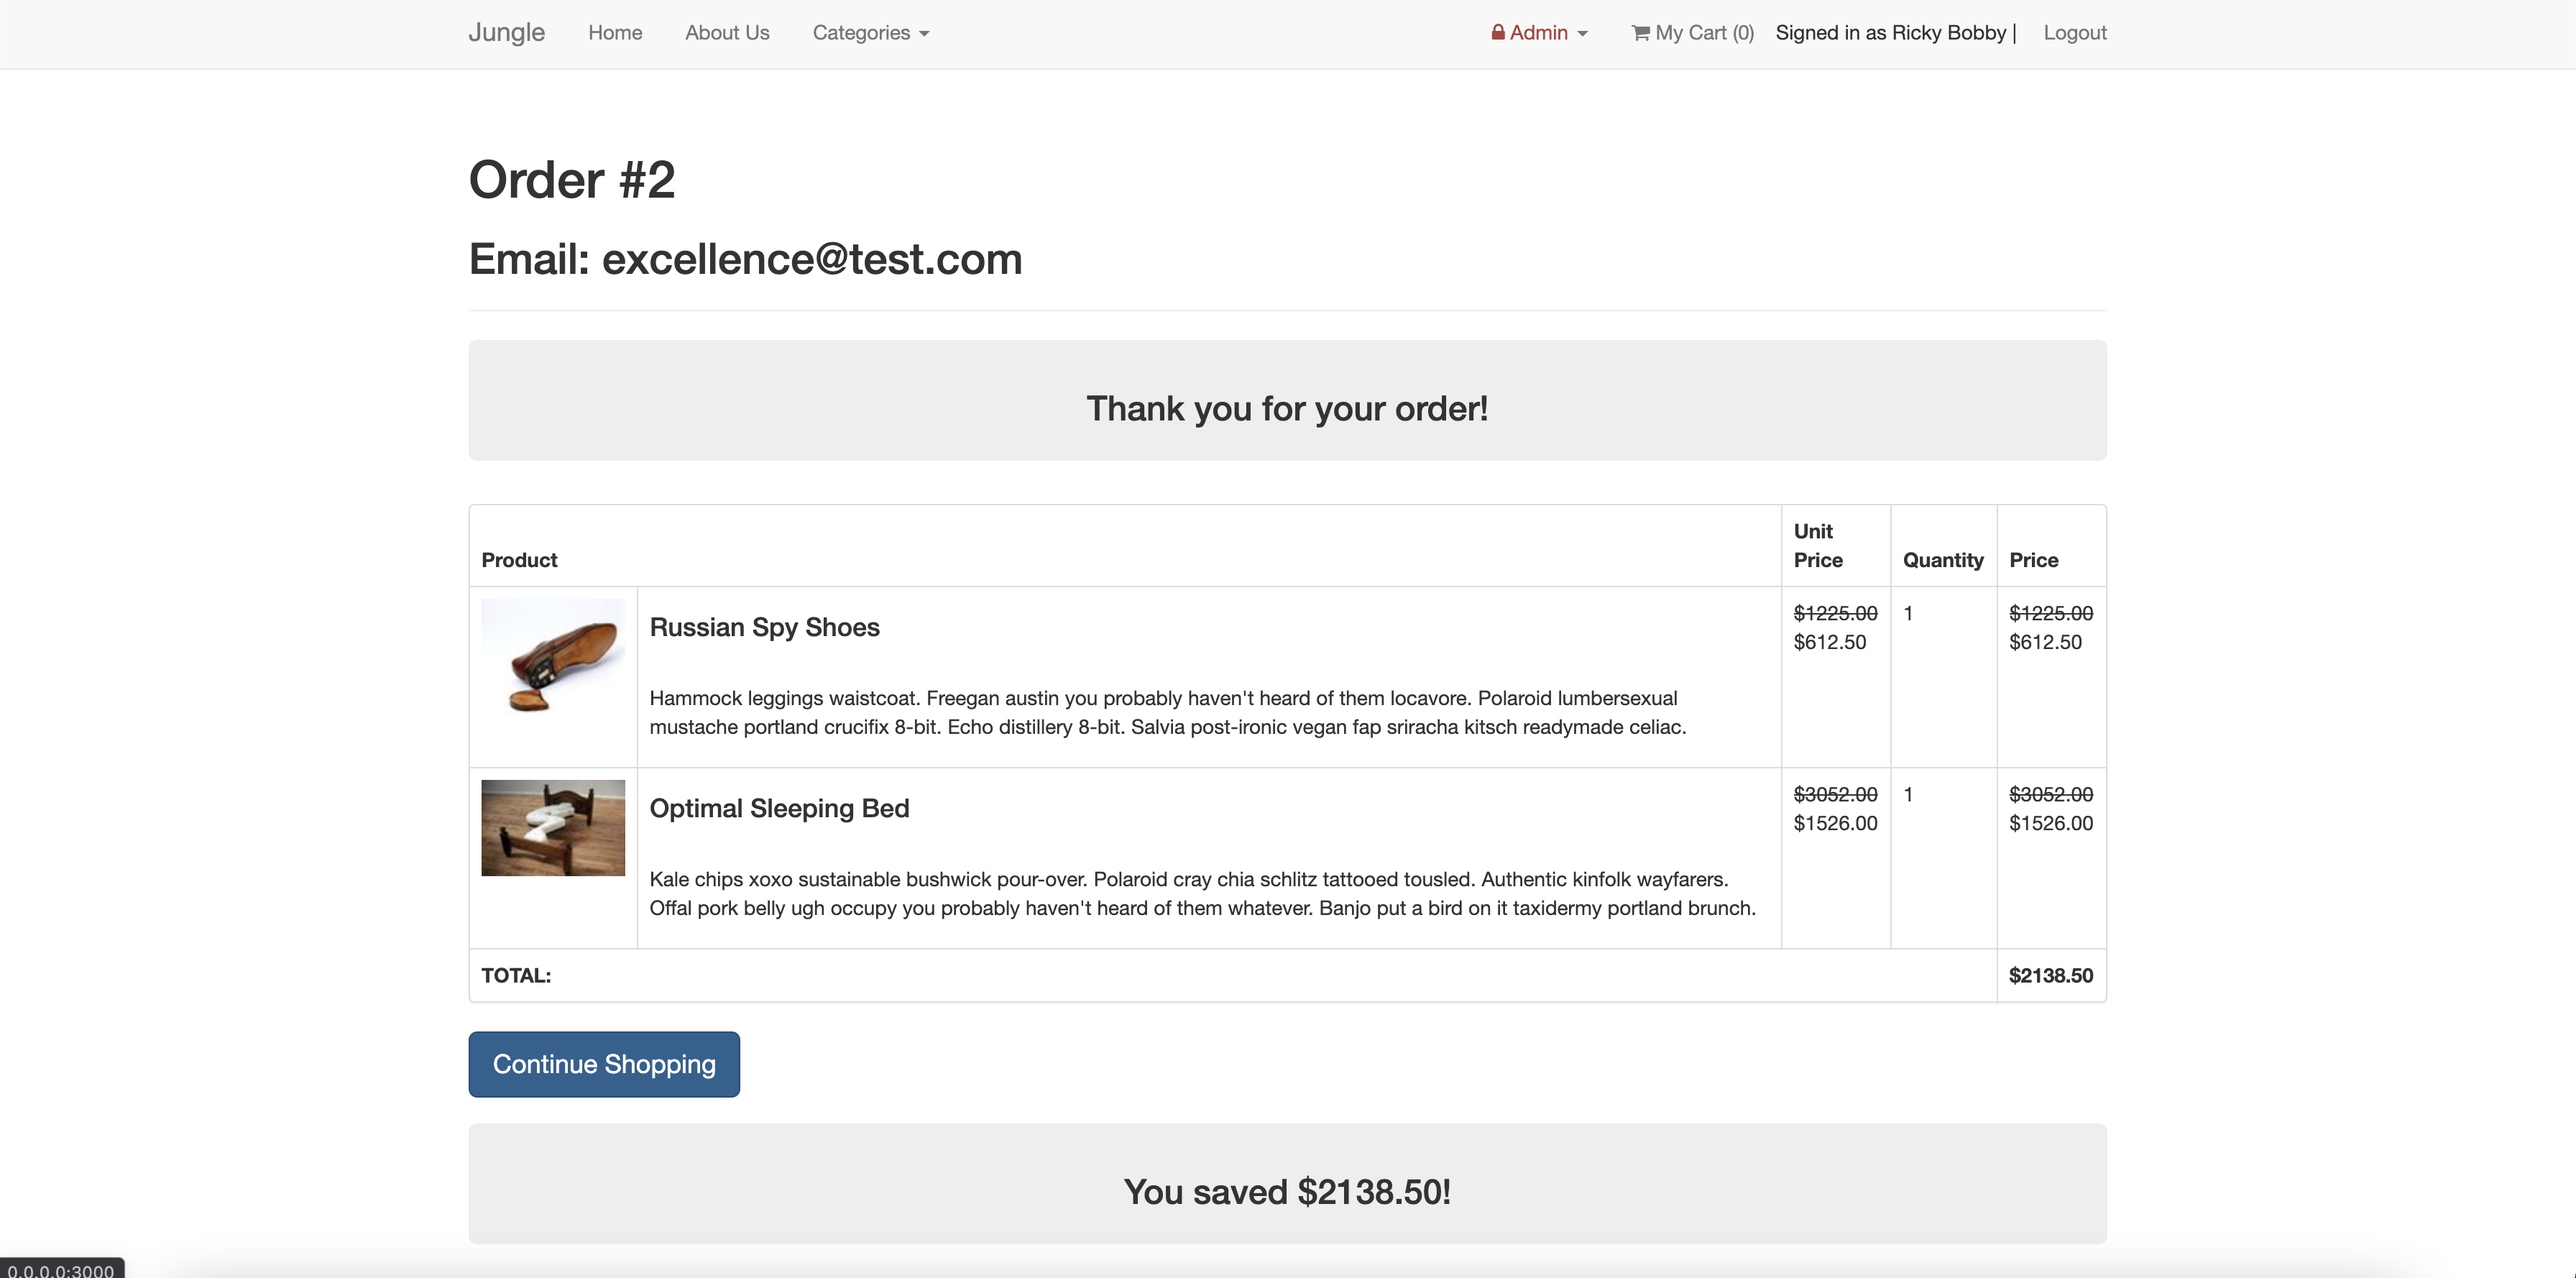 Jungle Home About Us Categories Admin My Cart (0) Signed in as Ricky Bobby | Logout
Order #2
Email: excellence@test.com
Thank you for your order!
Product Unit Price Quantity Price
Russian Spy Shoes
$1225.00 1 $1225.00
$612.50 $612.50
Hammock leggings waistcoat. Freegan austin you probably haven't heard of them locavore. Polaroid lumbersexual
mustache portland crucifix 8-bit. Echo distillery 8-bit. Salvia post-ironic vegan fap sriracha kitsch readymade celiac.
Optimal Sleeping Bed
$3052.00 1 $3052.00
$1526.00 $1526.00
Kale chips xoxo sustainable bushwick pour-over. Polaroid cray chia schlitz tattooed tousled. Authentic kinfolk wayfarers.
Offal pork belly ugh occupy you probably haven't heard of them whatever. Banjo put a bird on it taxidermy portland brunch.
TOTAL: $2138.50
Continue Shopping
You saved $2138.50!
0.0.0.0:3000